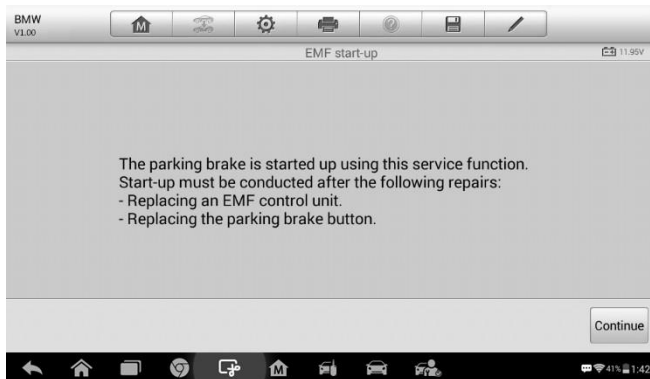 BMW
V1.00
M
EMF start-up
11.95V
The parking brake is started up using this service function.
Start-up must be conducted after the following repairs:
- Replacing an EMF control unit.
- Replacing the parking brake button.
Continue
M
41% 1:42